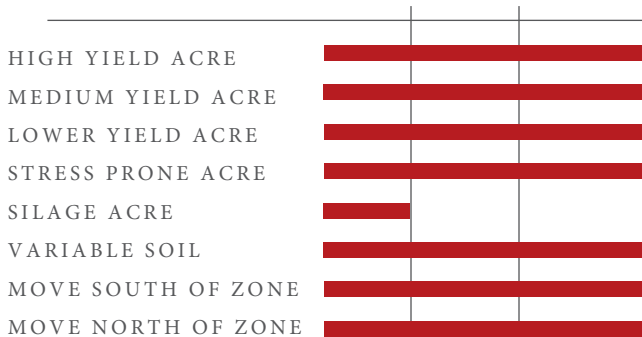 HIGH YIELD ACRE
MEDIUM YIELD ACRE
LOWER YIELD ACRE
STRESS PRONE ACRE
SILAGE ACRE
VARIABLE SOIL
MOVE SOUTH OF ZONE
MOVE NORTH OF ZONE